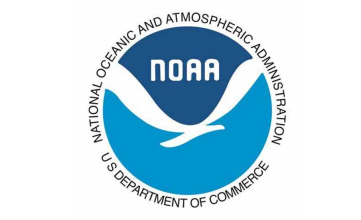 NATIONAL OCEANIC AND ATMOSPHERIC ADMINISTRATION
NOAA
U S DEPARTMENT OF COMMERCE